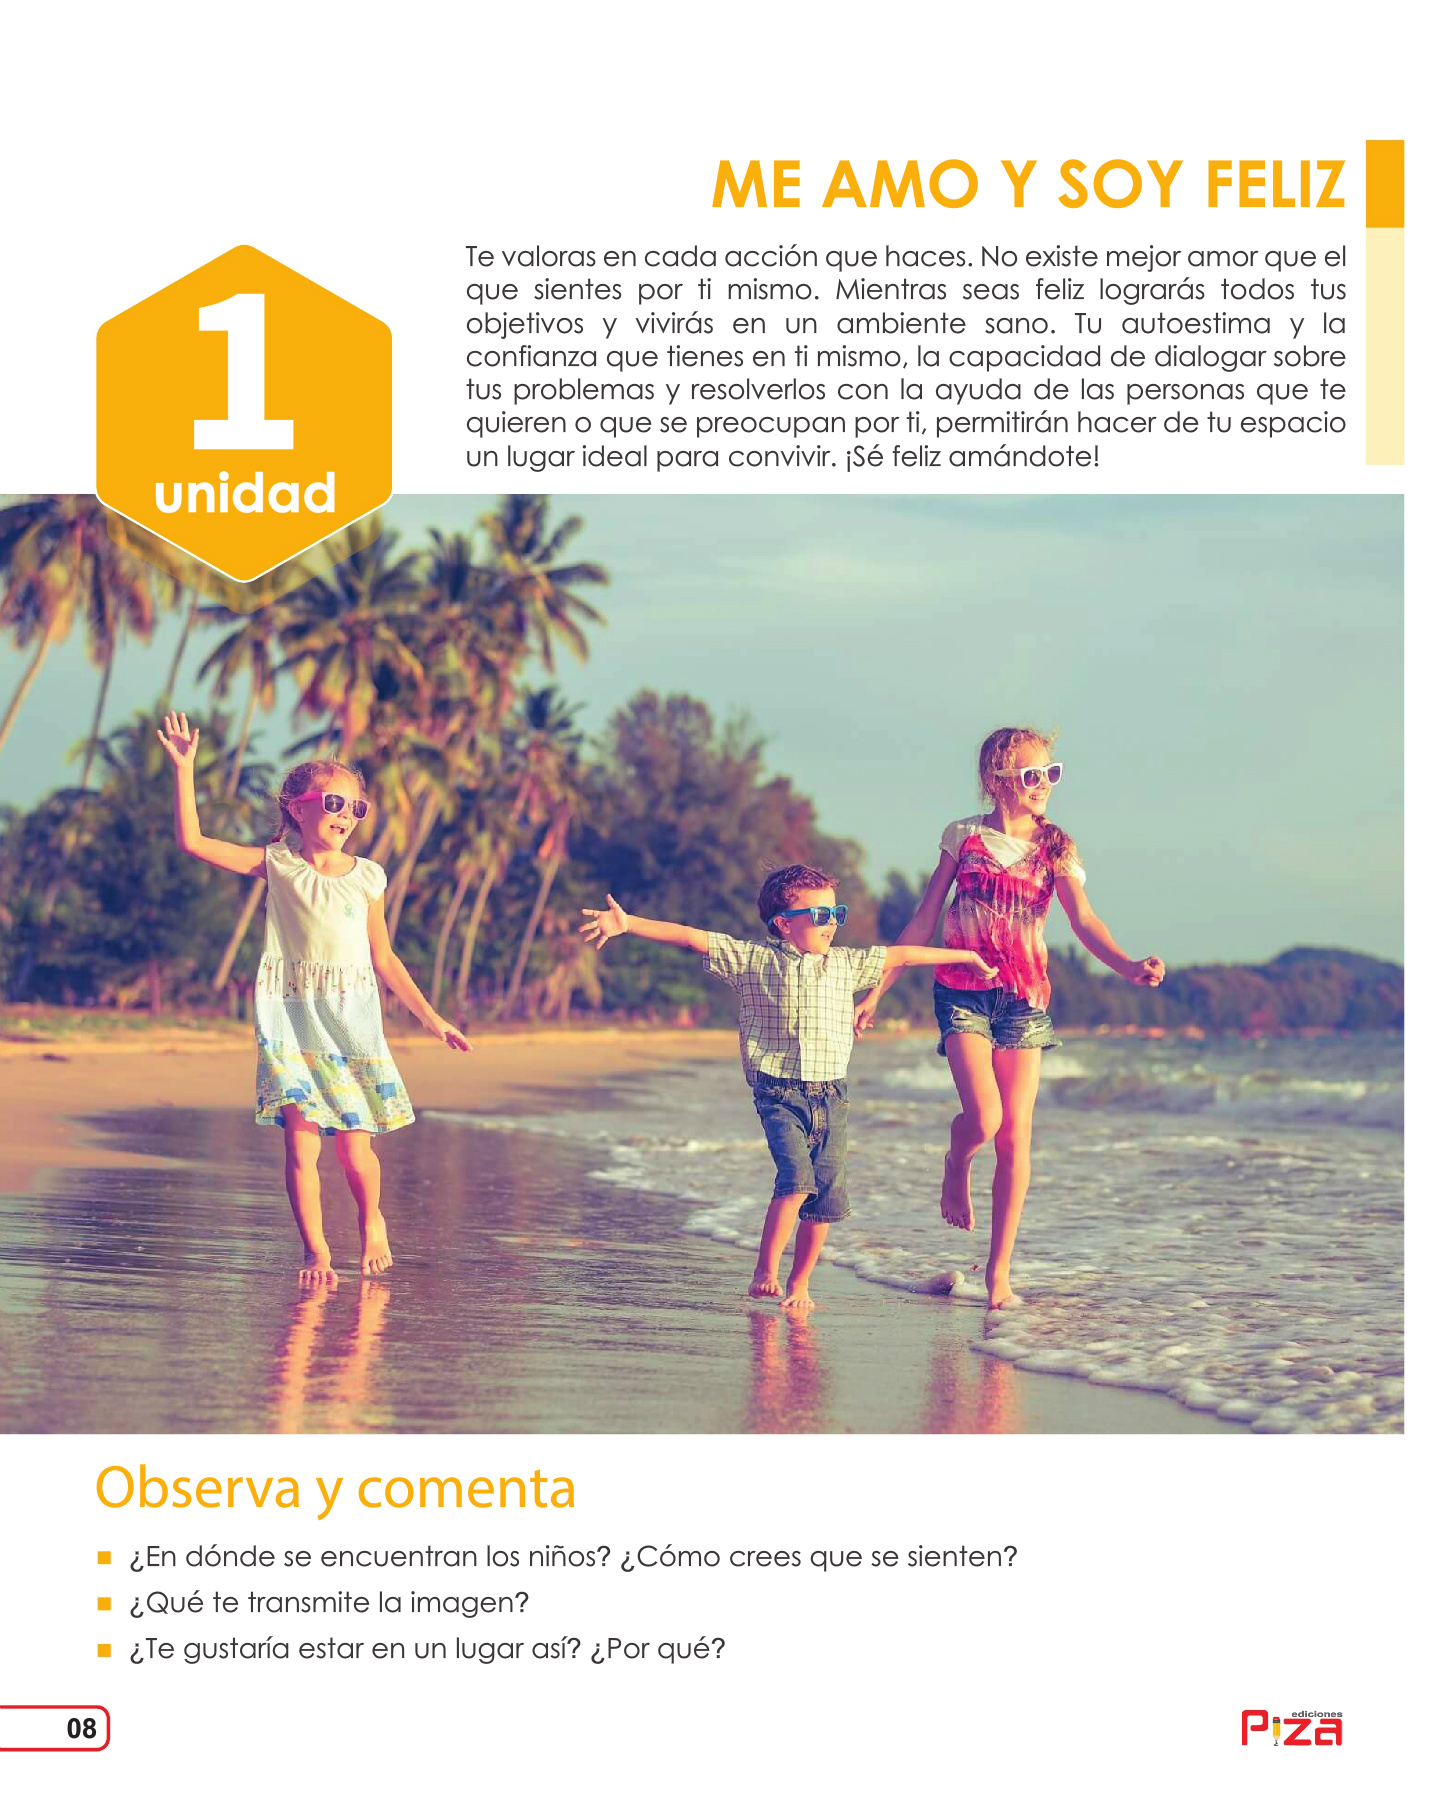 ME AMO Y SOY FELIZ
Te valoras en cada acción que haces. No existe mejor amor que el
que sientes por ti mismo. Mientras seas feliz lograrás todos tus
objetivos y vivirás en un ambiente sano. Tu autoestima y la
confianza que tienes en ti mismo, la capacidad de dialogar sobre
tus problemas y resolverlos con la ayuda de las personas que te
quieren o que se preocupan por ti, permitirán hacer de tu espacio
un lugar ideal para convivir. ¡Sé feliz amándote!
1
unidad
Observa y comenta
¿En dónde se encuentran los niños? ¿Cómo crees que se sienten?
¿Qué te transmite la imagen?
¿Te gustaría estar en un lugar así? ¿Por qué?
08
ediciones
Piza